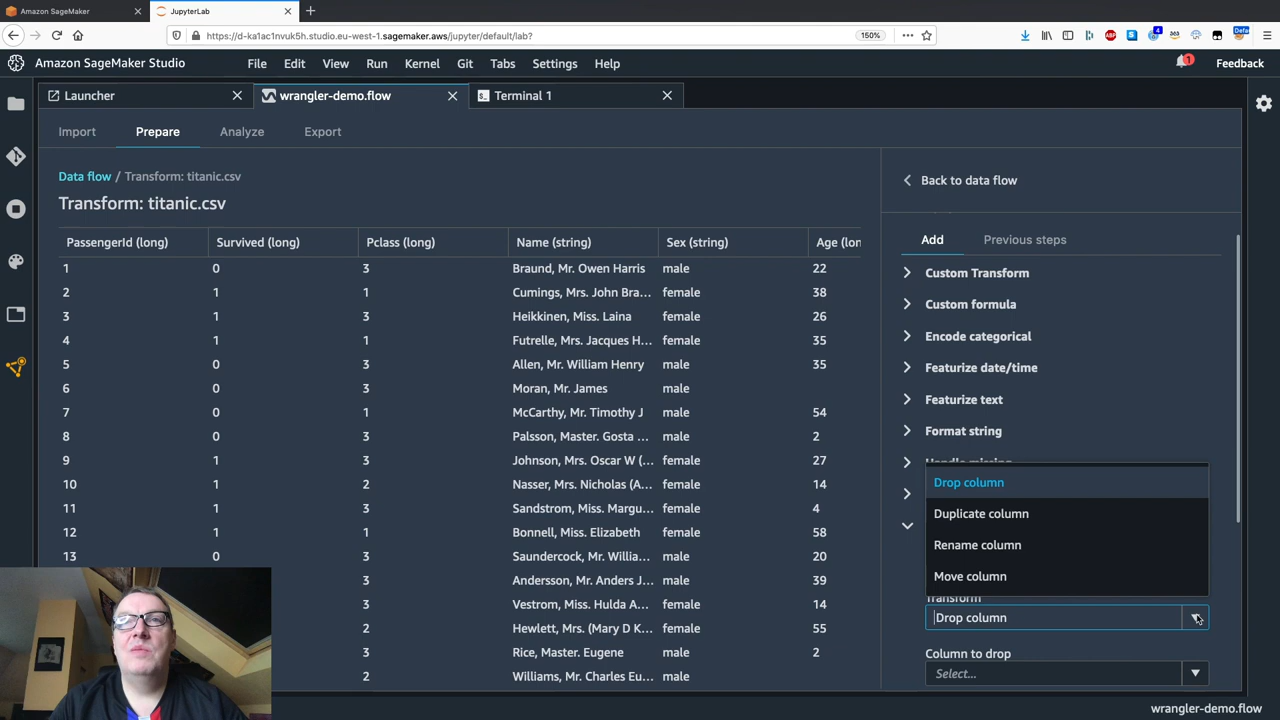 Amazon SageMaker
JupyterLab
https://d-ka1ac1nvuk5h.studio.eu-west-1.sagemaker.aws/jupyter/default/lab?
150%
Amazon SageMaker Studio
File Edit View Run Kernel Git Tabs Settings Help
1
Feedback
Launcher
wrangler-demo.flow
Terminal 1
Import Prepare Analyze Export
Data flow / Transform: titanic.csv
Transform: titanic.csv
PassengerId (long) Survived (long) Pclass (long) Name (string) Sex (string) Age (lon
1 0 3 Braund, Mr. Owen Harris male 22
2 1 1 Cumings, Mrs. John Bra... female 38
3 1 3 Heikkinen, Miss. Laina female 26
4 1 1 Futrelle, Mrs. Jacques H... female 35
5 0 3 Allen, Mr. William Henry male 35
6 0 3 Moran, Mr. James male
7 0 1 McCarthy, Mr. Timothy J male 54
8 0 3 Palsson, Master. Gosta ... male 2
9 1 3 Johnson, Mrs. Oscar W (... female 27
10 1 2 Nasser, Mrs. Nicholas (A... female 14
11 1 3 Sandstrom, Miss. Margu... female 4
12 1 1 Bonnell, Miss. Elizabeth female 58
13 0 3 Saundercock, Mr. Willia... male 20
3 Andersson, Mr. Anders J... male 39
3 Vestrom, Miss. Hulda A... female 14
2 Hewlett, Mrs. (Mary D K... female 55
3 Rice, Master. Eugene male 2
2 Williams, Mr. Charles Eu... male
Back to data flow
Add Previous steps
Custom Transform
Custom formula
Encode categorical
Featurize date/time
Featurize text
Format string
Handle missing
Drop column
Duplicate column
Rename column
Move column
Transform
Drop column
Column to drop
Select...
wrangler-demo.flow